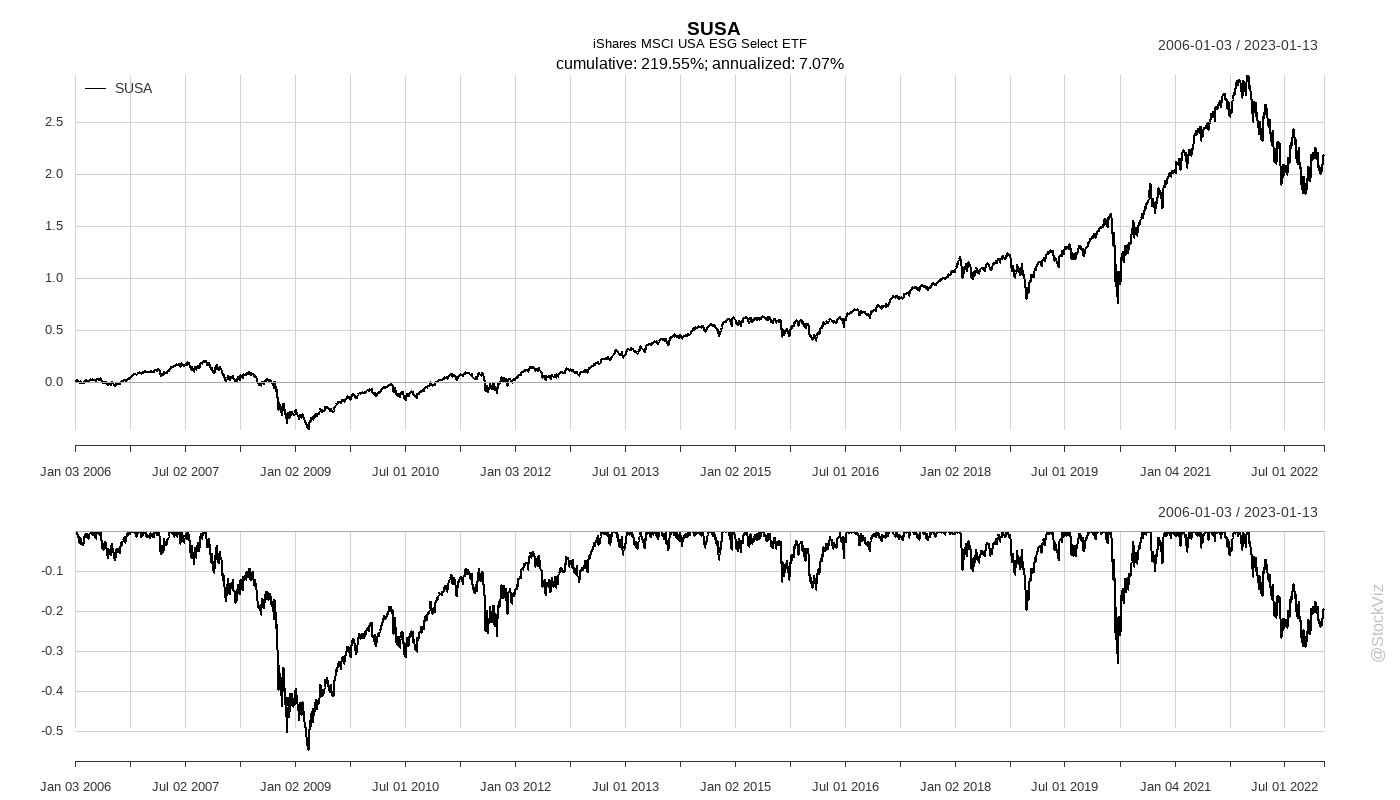 SUSA
iShares MSCI USA ESG Select ETF
cumulative: 219.55%; annualized: 7.07%
2006-01-03 / 2023-01-13
SUSA
2.5
2.0
1.5
1.0
0.5
0.0
Jan 03 2006 Jul 02 2007 Jan 02 2009 Jul 01 2010 Jan 03 2012 Jul 01 2013 Jan 02 2015 Jul 01 2016 Jan 02 2018 Jul 01 2019 Jan 04 2021 Jul 01 2022
2006-01-03 / 2023-01-13
-0.1
-0.2
-0.3
-0.4
-0.5
Jan 03 2006 Jul 02 2007 Jan 02 2009 Jul 01 2010 Jan 03 2012 Jul 01 2013 Jan 02 2015 Jul 01 2016 Jan 02 2018 Jul 01 2019 Jan 04 2021 Jul 01 2022
@StockViz